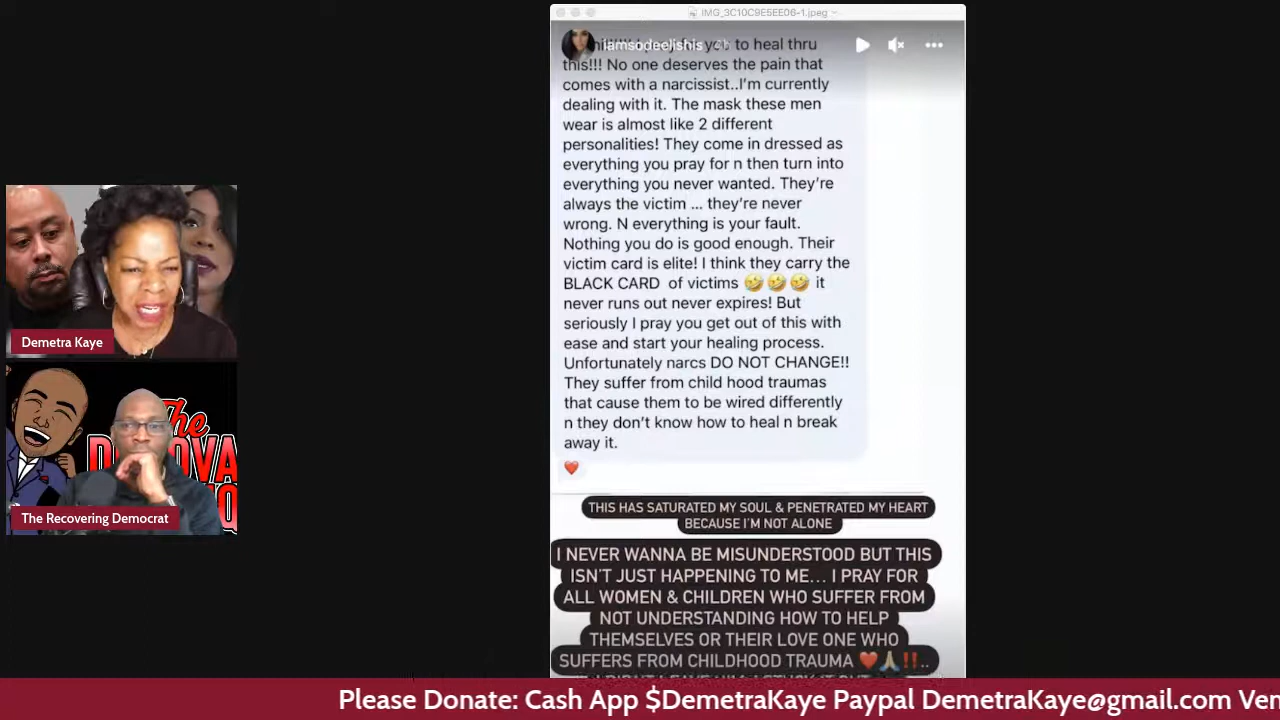 IMG_3C10C9E5EE06-1.jpeg
iamsodeelishis 2h
you to heal thru
this!!! No one deserves the pain that
comes with a narcissist..I'm currently
dealing with it. The mask these men
wear is almost like 2 different
personalities! They come in dressed as
everything you pray for n then turn into
everything you never wanted. They're
always the victim ... they're never
wrong. N everything is your fault.
Nothing you do is good enough. Their
victim card is elite! I think they carry the
BLACK CARD of victims 🤣🤣🤣 it
never runs out never expires! But
seriously I pray you get out of this with
ease and start your healing process.
Unfortunately narcs DO NOT CHANGE!!
They suffer from child hood traumas
that cause them to be wired differently
n they don't know how to heal n break
away it.
❤️
THIS HAS SATURATED MY SOUL & PENETRATED MY HEART
BECAUSE I'M NOT ALONE
I NEVER WANNA BE MISUNDERSTOOD BUT THIS
ISN'T JUST HAPPENING TO ME... I PRAY FOR
ALL WOMEN & CHILDREN WHO SUFFER FROM
NOT UNDERSTANDING HOW TO HELP
THEMSELVES OR THEIR LOVE ONE WHO
SUFFERS FROM CHILDHOOD TRAUMA ❤️🙏‼️..
Demetra Kaye
The
The Recovering Democrat
Please Donate: Cash App $DemetraKaye Paypal DemetraKaye@gmail.com Ven